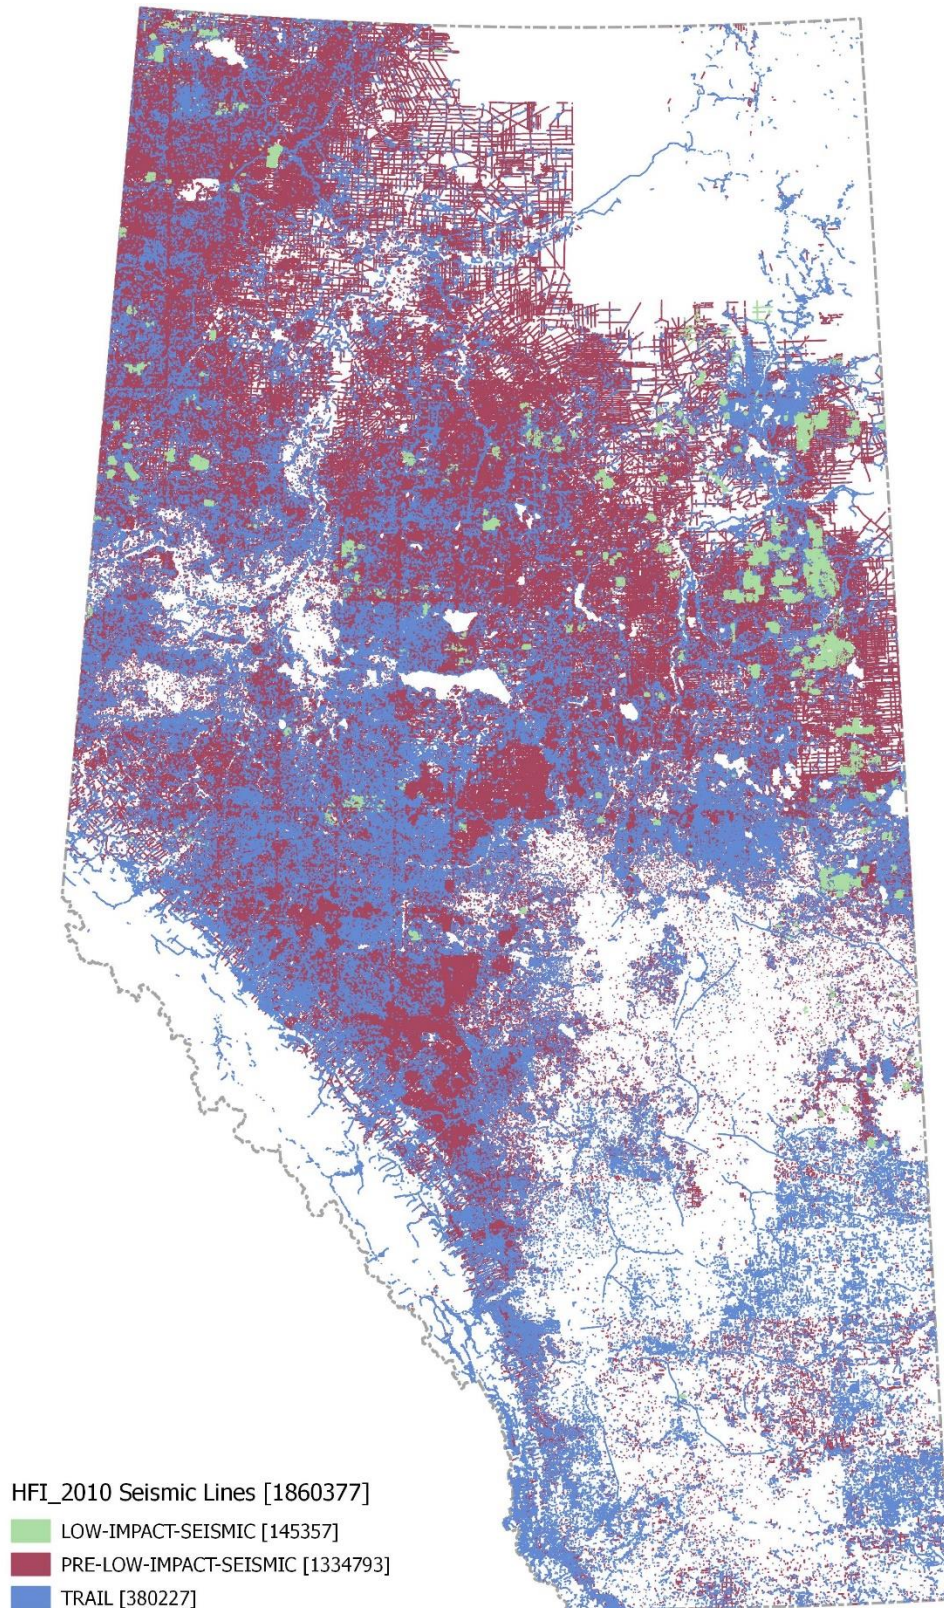 HFI_2010 Seismic Lines [1860377]
LOW-IMPACT-SEISMIC [145357]
PRE-LOW-IMPACT-SEISMIC [1334793]
TRAIL [380227]